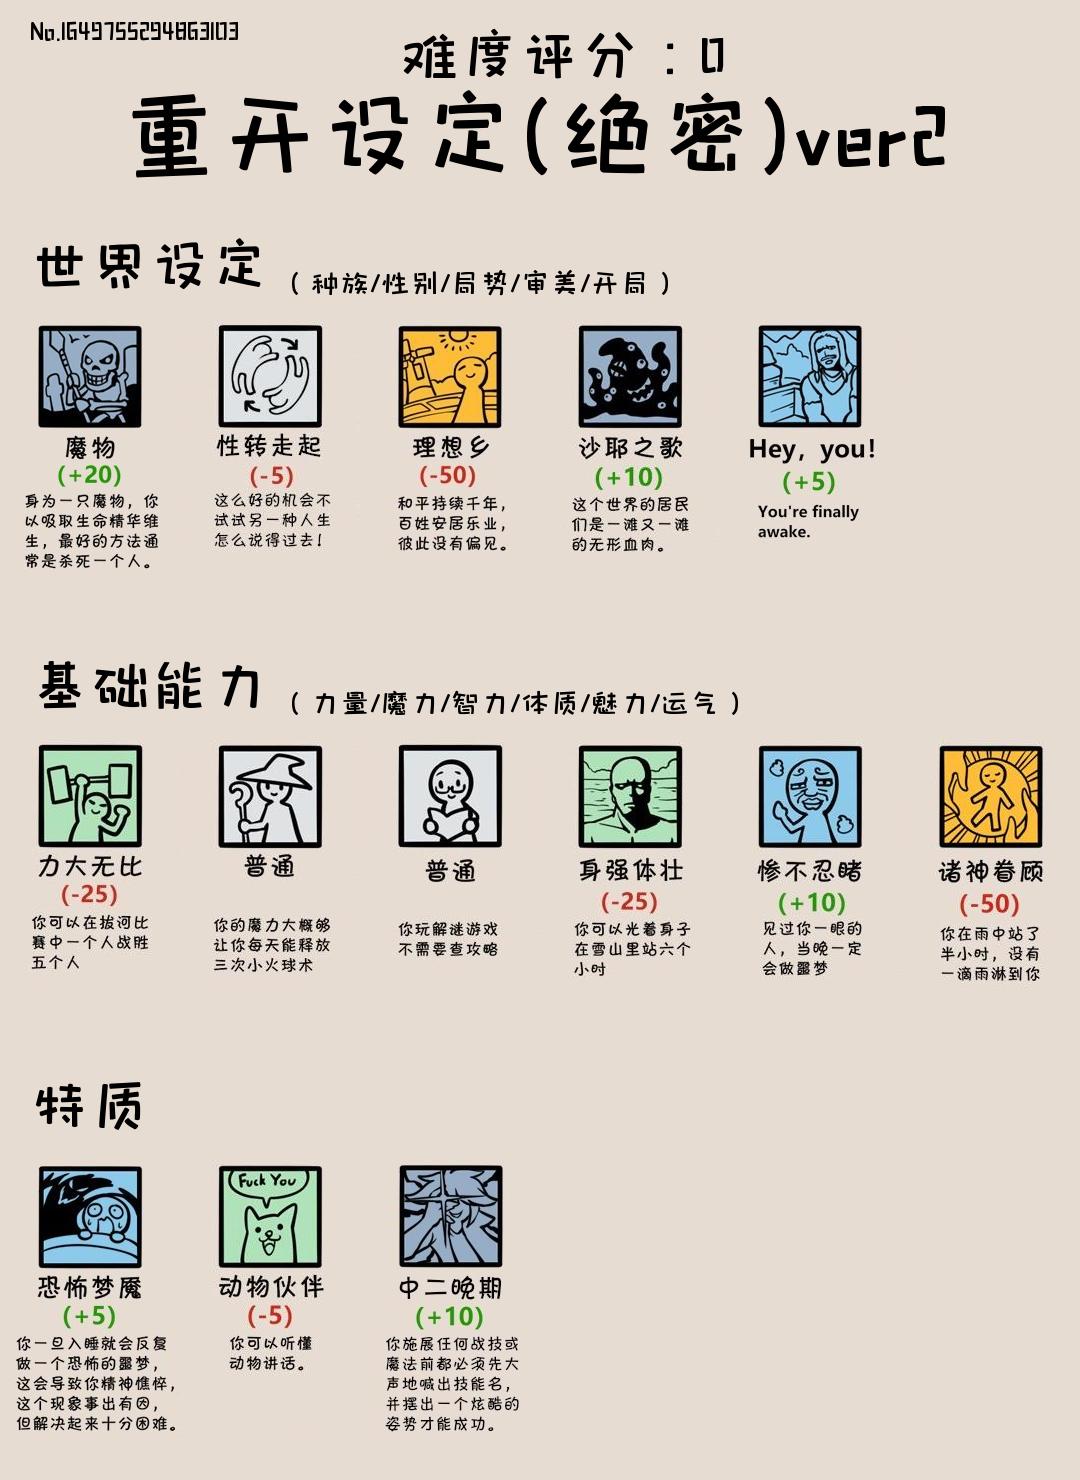 No.1649755294863103
难度评分：0
重开设定(绝密)ver2
世界设定（种族/性别/局势/审美/开局）
魔物
(+20)
身为一只魔物，你
以吸取生命精华维
生，最好的方法通
常是杀死一个人。
性转走起
(-5)
这么好的机会不
试试另一种人生
怎么说得过去！
理想乡
(-50)
和平持续千年，
百姓安居乐业，
彼此没有偏见。
沙耶之歌
(+10)
这个世界的居民
们是一滩又一滩
的无形血肉。
Hey, you!
(+5)
You're finally
awake.
基础能力（力量/魔力/智力/体质/魅力/运气）
力大无比
(-25)
你可以在拔河比
赛中一个人战胜
五个人
普通
你的魔力大概够
让你每天能释放
三次小火球术
普通
你玩解谜游戏
不需要查攻略
身强体壮
(-25)
你可以光着身子
在雪山里站六个
小时
惨不忍睹
(+10)
见过你一眼的
人，当晚一定
会做噩梦
诸神眷顾
(-50)
你在雨中站了
半小时，没有
一滴雨淋到你
特质
恐怖梦魇
(+5)
你一旦入睡就会反复
做一个恐怖的噩梦，
这会导致你精神憔悴，
这个现象事出有因，
但解决起来十分困难。
Fuck You
动物伙伴
(-5)
你可以听懂
动物讲话。
中二晚期
(+10)
你施展任何战技或
魔法前都必须先大
声地喊出技能名，
并摆出一个炫酷的
姿势才能成功。